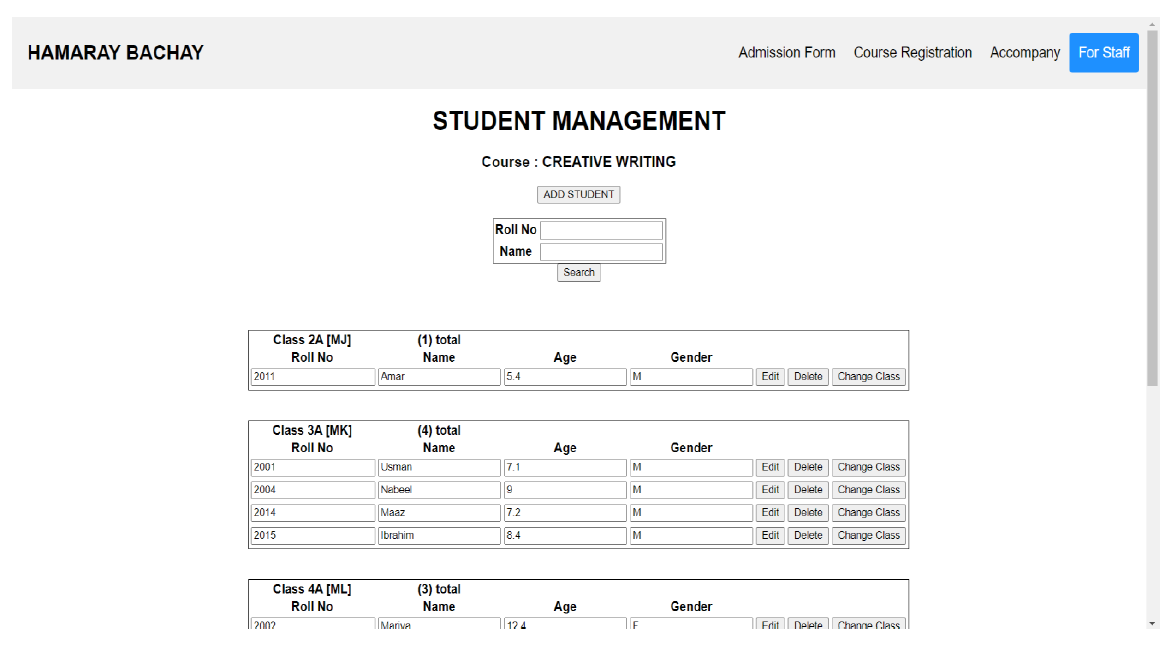 HAMARAY BACHAY Admission Form Course Registration Accompany For Staff
STUDENT MANAGEMENT
Course : CREATIVE WRITING
ADD STUDENT
Roll No
Name
Search
Class 2A [MJ] (1) total
Roll No Name Age Gender
2011 Amar 5.4 M Edit Delete Change Class
Class 3A [MK] (4) total
Roll No Name Age Gender
2001 Usman 7.1 M Edit Delete Change Class
2004 Nabeel 9 M Edit Delete Change Class
2014 Maaz 7.2 M Edit Delete Change Class
2015 Ibrahim 8.4 M Edit Delete Change Class
Class 4A [ML] (3) total
Roll No Name Age Gender
2002 Mariya 12.4 F Edit Delete Change Class